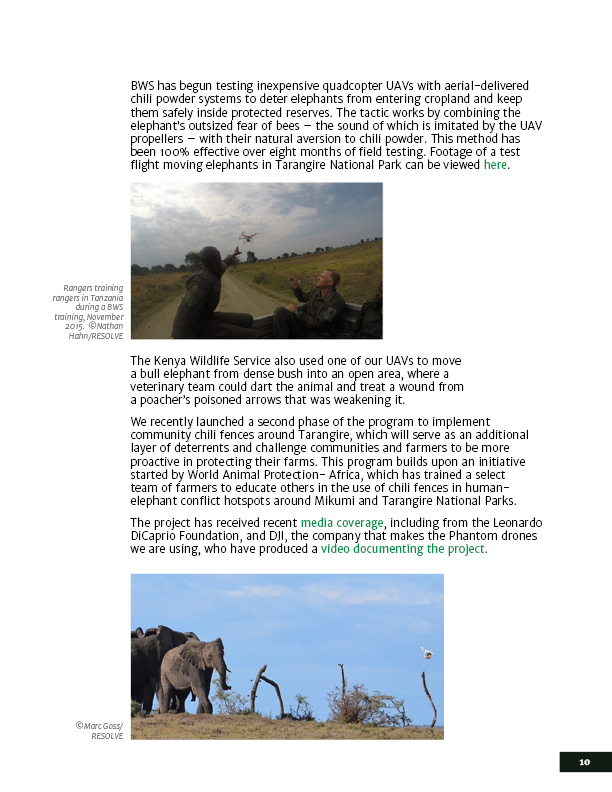 BWS has begun testing inexpensive quadcopter UAVs with aerial-delivered
chili powder systems to deter elephants from entering cropland and keep
them safely inside protected reserves. The tactic works by combining the
elephant's outsized fear of bees – the sound of which is imitated by the UAV
propellers – with their natural aversion to chili powder. This method has
been 100% effective over eight months of field testing. Footage of a test
flight moving elephants in Tarangire National Park can be viewed here.
Rangers training
rangers in Tanzania
during a BWS
training, November
2015. ©Nathan
Hahn/RESOLVE
The Kenya Wildlife Service also used one of our UAVs to move
a bull elephant from dense bush into an open area, where a
veterinary team could dart the animal and treat a wound from
a poacher's poisoned arrows that was weakening it.
We recently launched a second phase of the program to implement
community chili fences around Tarangire, which will serve as an additional
layer of deterrents and challenge communities and farmers to be more
proactive in protecting their farms. This program builds upon an initiative
started by World Animal Protection- Africa, which has trained a select
team of farmers to educate others in the use of chili fences in human-
elephant conflict hotspots around Mikumi and Tarangire National Parks.
The project has received recent media coverage, including from the Leonardo
DiCaprio Foundation, and DJI, the company that makes the Phantom drones
we are using, who have produced a video documenting the project.
©Marc Goss/
RESOLVE
10